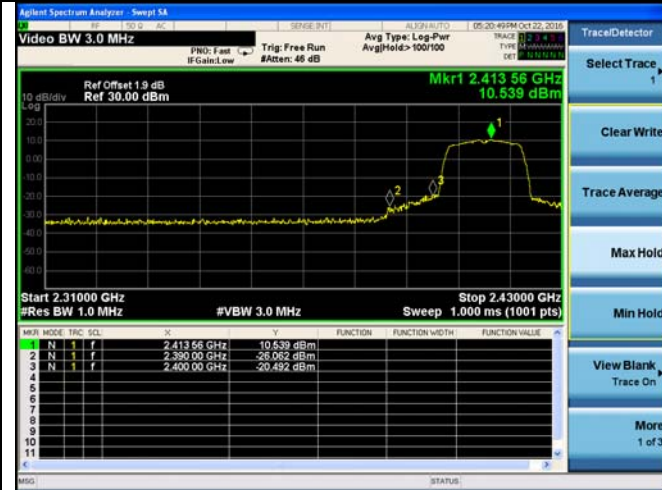 Agilent Spectrum Analyzer - Swept SA
RF 50 Ω AC SENSE:INT ALIGN AUTO 05:20:49 PM Oct 22, 2016
Video BW 3.0 MHz
PNO: Fast
IFGain:Low
Trig: Free Run
#Atten: 46 dB
Avg Type: Log-Pwr
Avg|Hold:>100/100
TRACE 1 2 3 4 5 6
TYPE M
DET P N N N N N
Ref Offset 1.9 dB
Ref 30.00 dBm
10 dB/div
Log
Mkr1 2.413 56 GHz
10.539 dBm
20.0
10.0
0.00
-10.0
-20.0
-30.0
-40.0
-50.0
-60.0
1
2
3
Start 2.31000 GHz
Stop 2.43000 GHz
#Res BW 1.0 MHz #VBW 3.0 MHz Sweep 1.000 ms (1001 pts)
MKR MODE TRC SCL X Y FUNCTION FUNCTION WIDTH FUNCTION VALUE
1 N 1 f 2.413 56 GHz 10.539 dBm
2 N 1 f 2.390 00 GHz -26.062 dBm
3 N 1 f 2.400 00 GHz -20.492 dBm
4
5
6
7
8
9
10
11
MSG STATUS
Trace/Detector
Select Trace
1
Clear Write
Trace Average
Max Hold
Min Hold
View Blank
Trace On
More
1 of 3